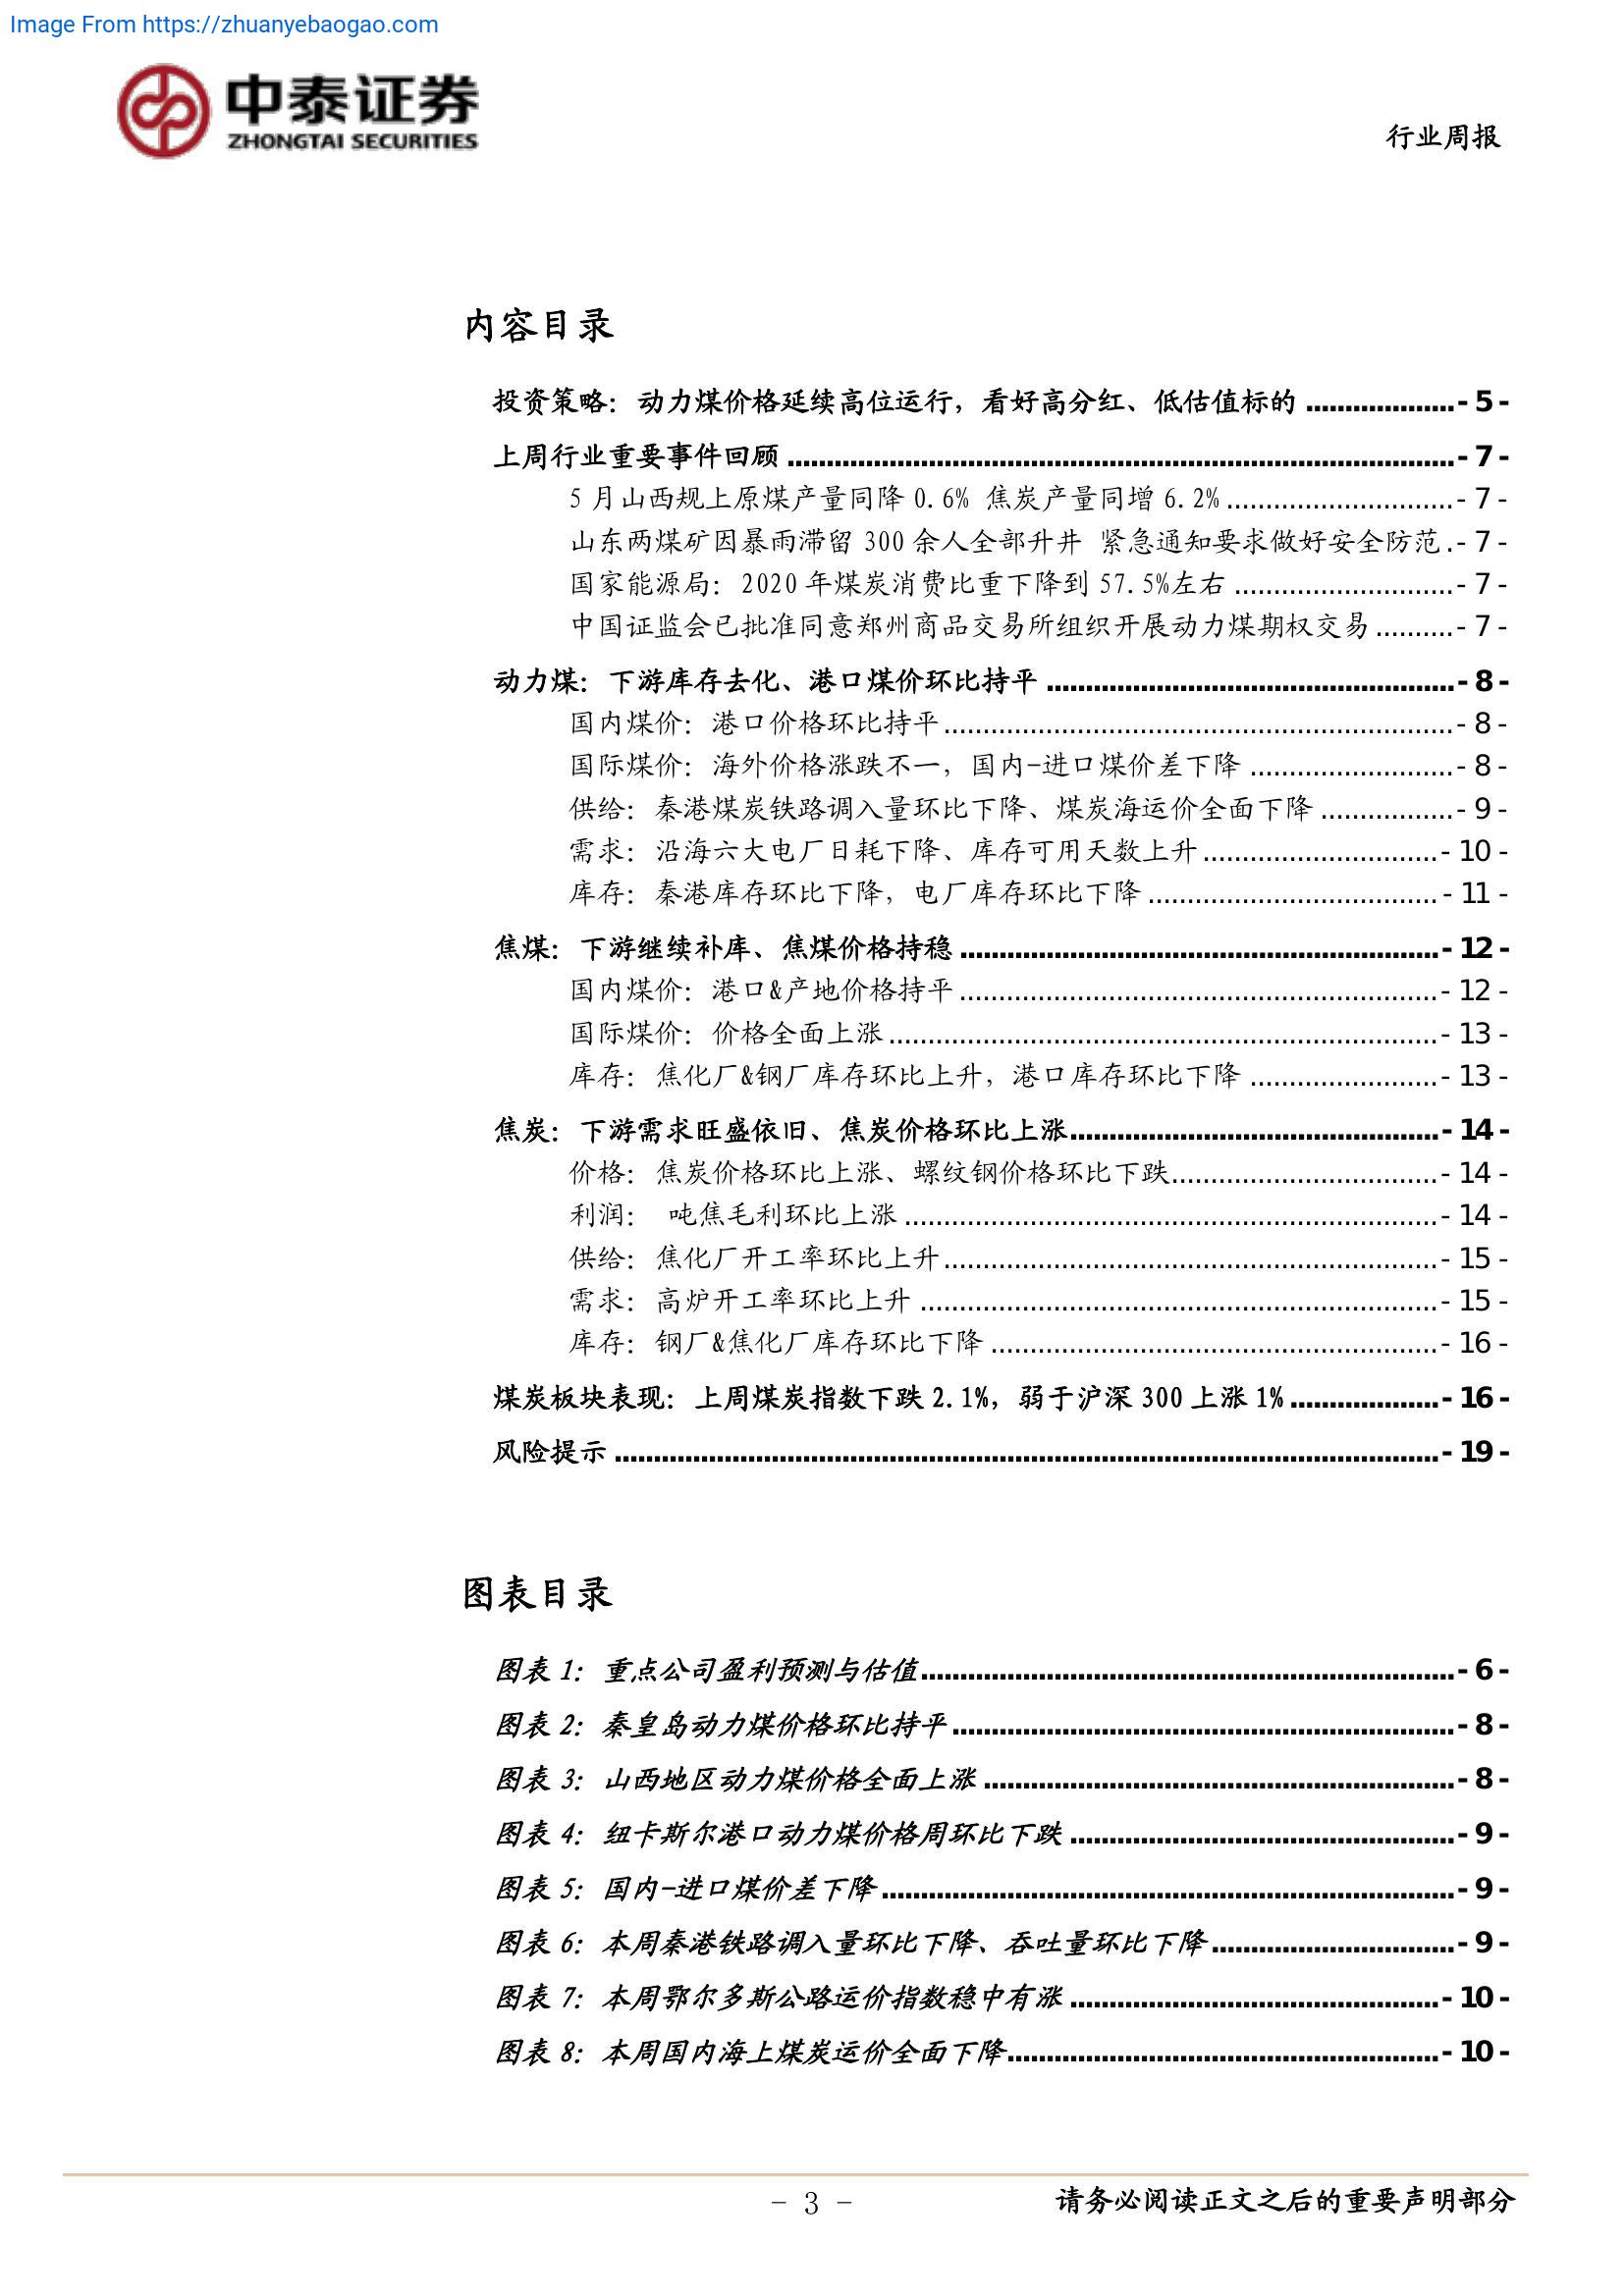 Image From https://zhuanyebaogao.com
中泰证券
ZHONGTAI SECURITIES
行业周报
内容目录
投资策略：动力煤价格延续高位运行，看好高分红、低估值标的 ...................- 5 -
上周行业重要事件回顾 .....................................................................................- 7 -
5 月山西规上原煤产量同降 0.6% 焦炭产量同增 6.2% .............................- 7 -
山东两煤矿因暴雨滞留 300 余人全部升井 紧急通知要求做好安全防范 .- 7 -
国家能源局：2020 年煤炭消费比重下降到 57.5%左右 ............................- 7 -
中国证监会已批准同意郑州商品交易所组织开展动力煤期权交易 ..........- 7 -
动力煤：下游库存去化、港口煤价环比持平 ....................................................- 8 -
国内煤价：港口价格环比持平.................................................................- 8 -
国际煤价：海外价格涨跌不一，国内-进口煤价差下降 ..........................- 8 -
供给：秦港煤炭铁路调入量环比下降、煤炭海运价全面下降 .................- 9 -
需求：沿海六大电厂日耗下降、库存可用天数上升..............................- 10 -
库存：秦港库存环比下降，电厂库存环比下降 .....................................- 11 -
焦煤：下游继续补库、焦煤价格持稳 .............................................................- 12 -
国内煤价：港口&产地价格持平 .............................................................- 12 -
国际煤价：价格全面上涨......................................................................- 13 -
库存：焦化厂&钢厂库存环比上升，港口库存环比下降 ........................- 13 -
焦炭：下游需求旺盛依旧、焦炭价格环比上涨...............................................- 14 -
价格：焦炭价格环比上涨、螺纹钢价格环比下跌..................................- 14 -
利润： 吨焦毛利环比上涨 ....................................................................- 14 -
供给：焦化厂开工率环比上升...............................................................- 15 -
需求：高炉开工率环比上升 ..................................................................- 15 -
库存：钢厂&焦化厂库存环比下降 .........................................................- 16 -
煤炭板块表现：上周煤炭指数下跌 2.1%，弱于沪深 300 上涨 1% ...................- 16 -
风险提示 .........................................................................................................- 19 -
图表目录
图表 1：重点公司盈利预测与估值....................................................................- 6 -
图表 2：秦皇岛动力煤价格环比持平 ................................................................- 8 -
图表 3：山西地区动力煤价格全面上涨 ............................................................- 8 -
图表 4：纽卡斯尔港口动力煤价格周环比下跌 .................................................- 9 -
图表 5：国内-进口煤价差下降.........................................................................- 9 -
图表 6：本周秦港铁路调入量环比下降、吞吐量环比下降...............................- 9 -
图表 7：本周鄂尔多斯公路运价指数稳中有涨 ...............................................- 10 -
图表 8：本周国内海上煤炭运价全面下降.......................................................- 10 -
- 3 -
请务必阅读正文之后的重要声明部分